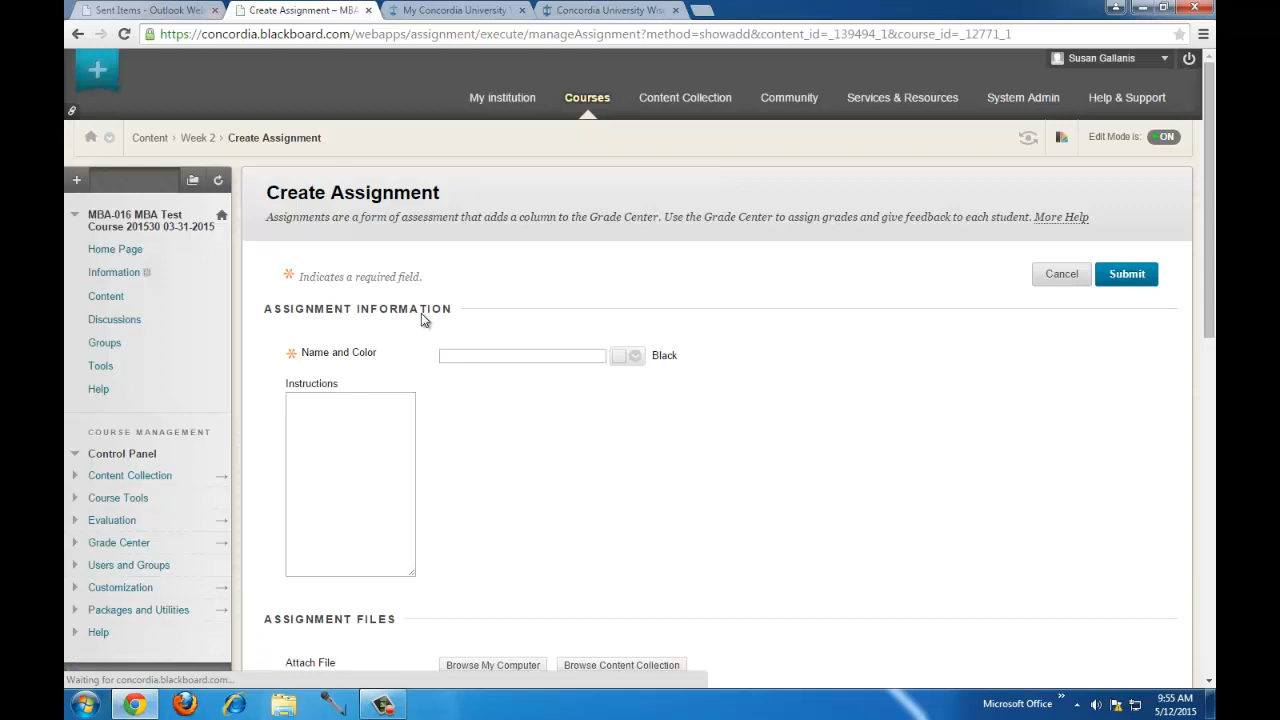 Sent Items - Outlook Web
Create Assignment – MBA
My Concordia University
Concordia University Wis
https://concordia.blackboard.com/webapps/assignment/execute/manageAssignment?method=showadd&content_id=_139494_1&course_id=_12771_1
Susan Gallanis
My institution
Courses
Content Collection
Community
Services & Resources
System Admin
Help & Support
Content > Week 2 > Create Assignment
Edit Mode is: ON
MBA-016 MBA Test
Course 201530 03-31-2015
Home Page
Information
Content
Discussions
Groups
Tools
Help
COURSE MANAGEMENT
Control Panel
Content Collection
Course Tools
Evaluation
Grade Center
Users and Groups
Customization
Packages and Utilities
Help
Create Assignment
Assignments are a form of assessment that adds a column to the Grade Center. Use the Grade Center to assign grades and give feedback to each student. More Help
Indicates a required field.
Cancel
Submit
ASSIGNMENT INFORMATION
Name and Color
Black
Instructions
ASSIGNMENT FILES
Attach File
Browse My Computer
Browse Content Collection
Waiting for concordia.blackboard.com...
Microsoft Office
9:55 AM
5/12/2015